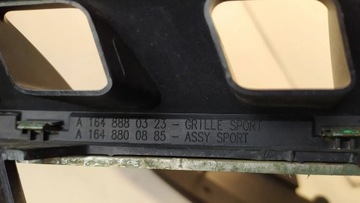 A 164 888 03 23 - GRILLE SPORT
A 164 880 08 85 - ASSY SPORT